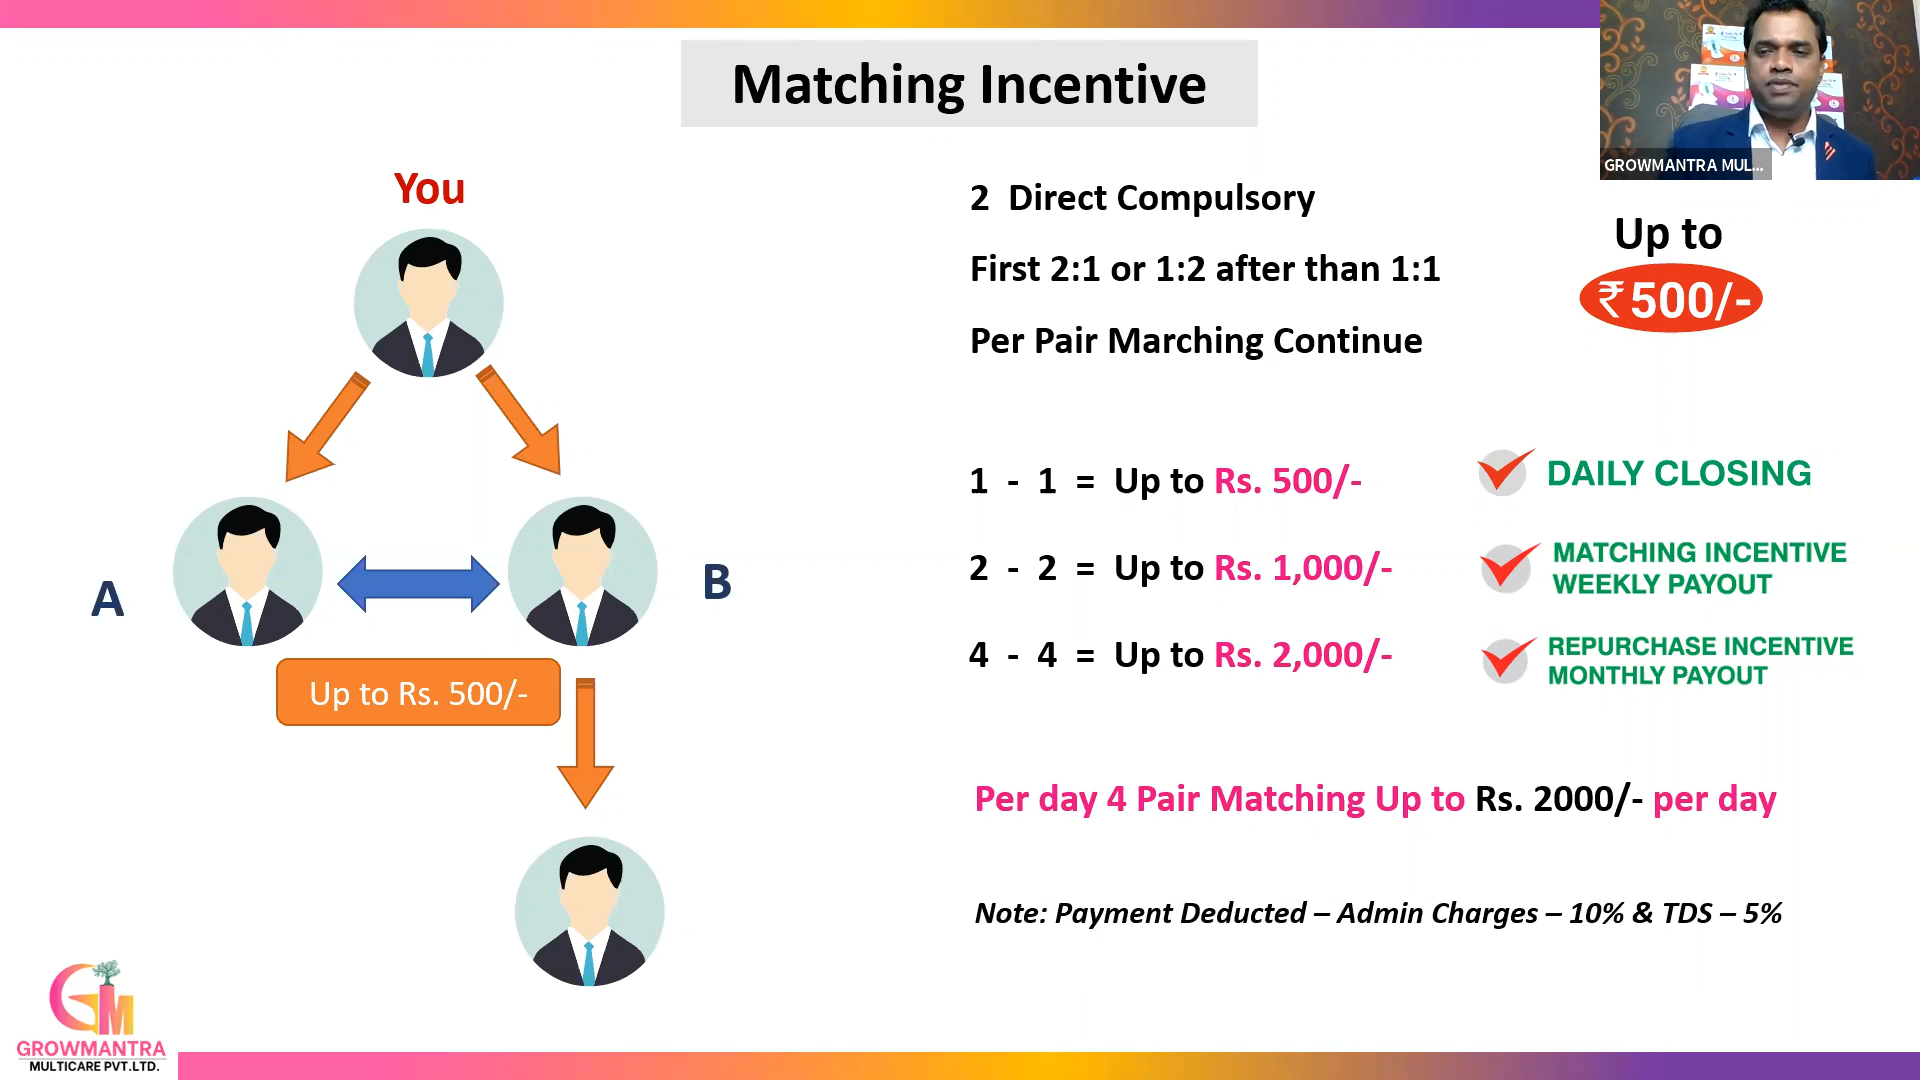 Matching Incentive
GROWMANTRA MUL...
You
2 Direct Compulsory
First 2:1 or 1:2 after than 1:1
Per Pair Marching Continue
Up to
₹500/-
A
B
Up to Rs. 500/-
1 - 1 = Up to Rs. 500/-
2 - 2 = Up to Rs. 1,000/-
4 - 4 = Up to Rs. 2,000/-
DAILY CLOSING
MATCHING INCENTIVE
WEEKLY PAYOUT
REPURCHASE INCENTIVE
MONTHLY PAYOUT
Per day 4 Pair Matching Up to Rs. 2000/- per day
Note: Payment Deducted – Admin Charges – 10% & TDS – 5%
GM
GROWMANTRA
MULTICARE PVT.LTD.